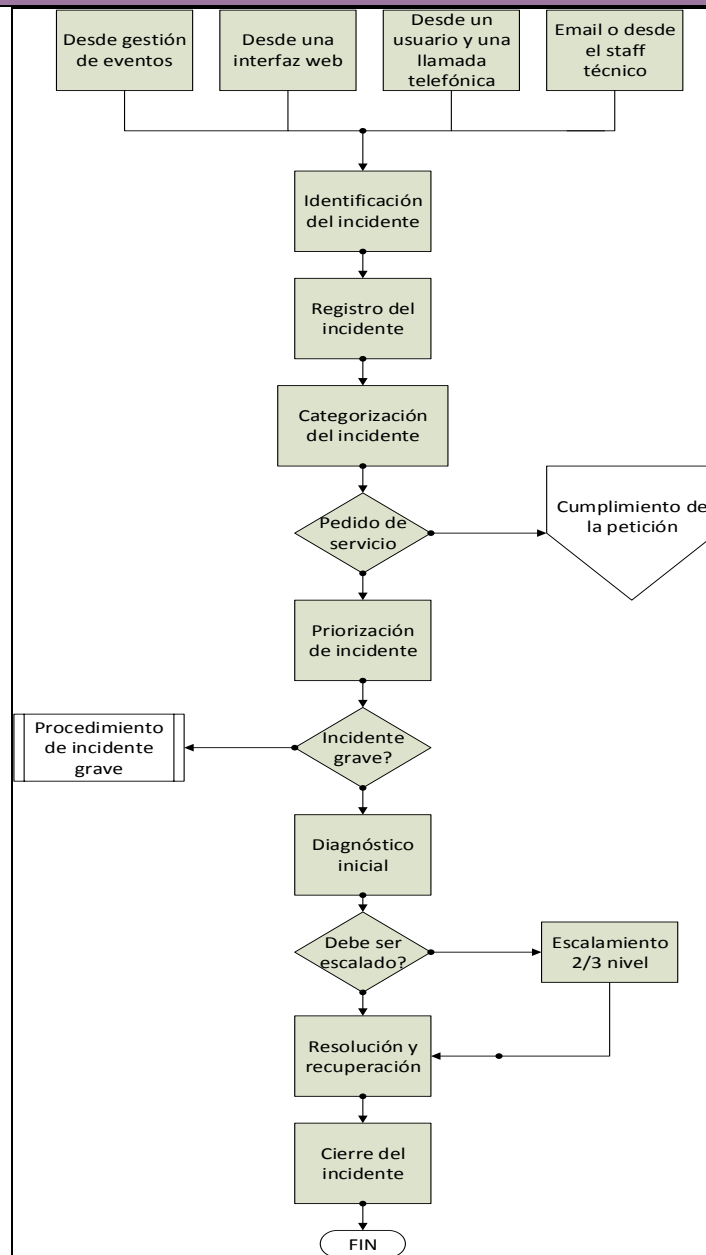 Desde gestión
de eventos
Desde una
interfaz web
Desde un
usuario y una
llamada
telefónica
Email o desde
el staff
técnico
Identificación
del incidente
Registro del
incidente
Categorización
del incidente
Pedido de
servicio
Cumplimiento de
la petición
Priorización
de incidente
Incidente
grave?
Procedimiento
de incidente
grave
Diagnóstico
inicial
Debe ser
escalado?
Escalamiento
2/3 nivel
Resolución y
recuperación
Cierre del
incidente
FIN